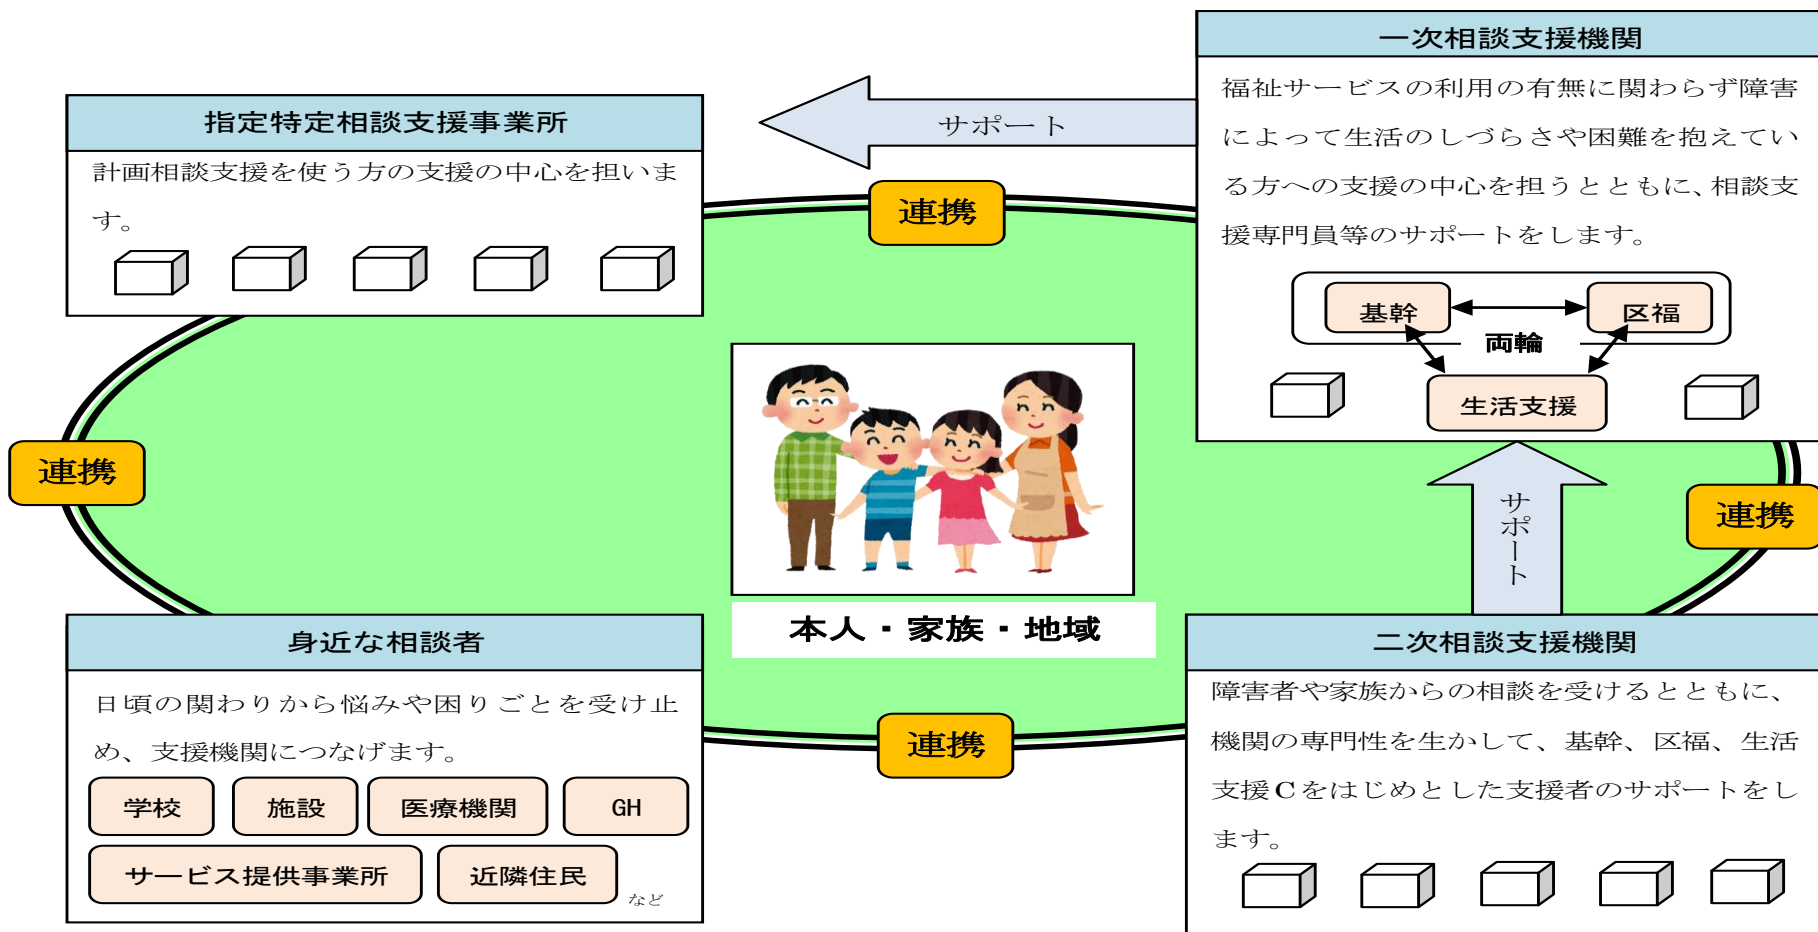 一次相談支援機関
福祉サービスの利用の有無に関わらず障害
によって生活のしづらさや困難を抱えてい
る方への支援の中心を担うとともに、相談支
援専門員等のサポートをします。
基幹
区福
両輪
生活支援
サポート
指定特定相談支援事業所
計画相談支援を使う方の支援の中心を担いま
す。
連携
連携
連携
サポート
本人・家族・地域
身近な相談者
日頃の関わりから悩みや困りごとを受け止
め、支援機関につなげます。
学校
施設
医療機関
GH
サービス提供事業所
近隣住民
など
連携
二次相談支援機関
障害者や家族からの相談を受けるとともに、
機関の専門性を生かして、基幹、区福、生活
支援Cをはじめとした支援者のサポートをし
ます。